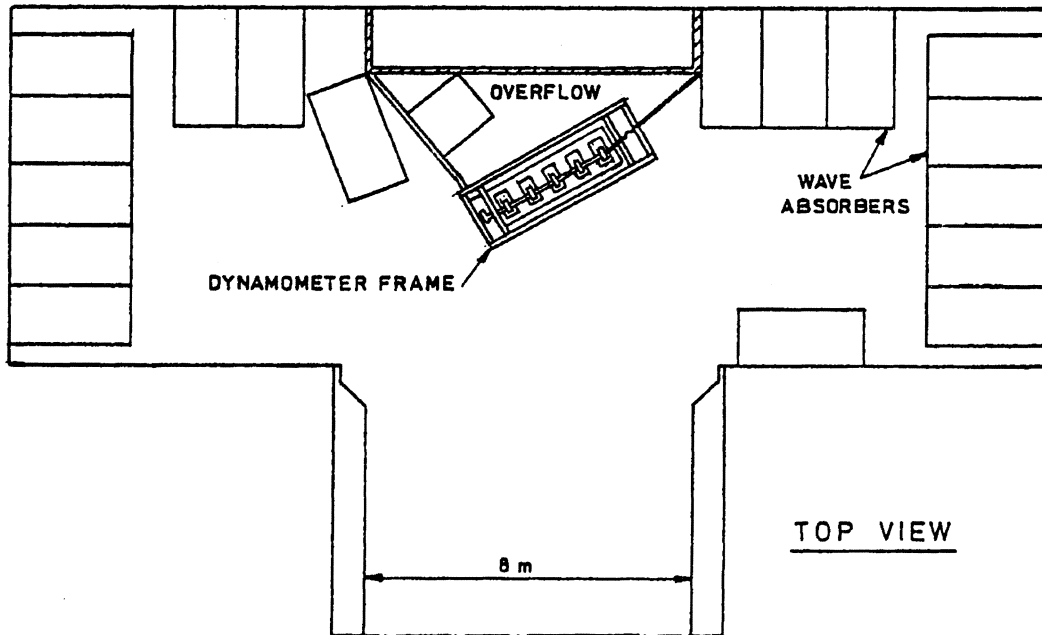 OVERFLOW
WAVE
ABSORBERS
DYNAMOMETER FRAME
8 m
TOP VIEW